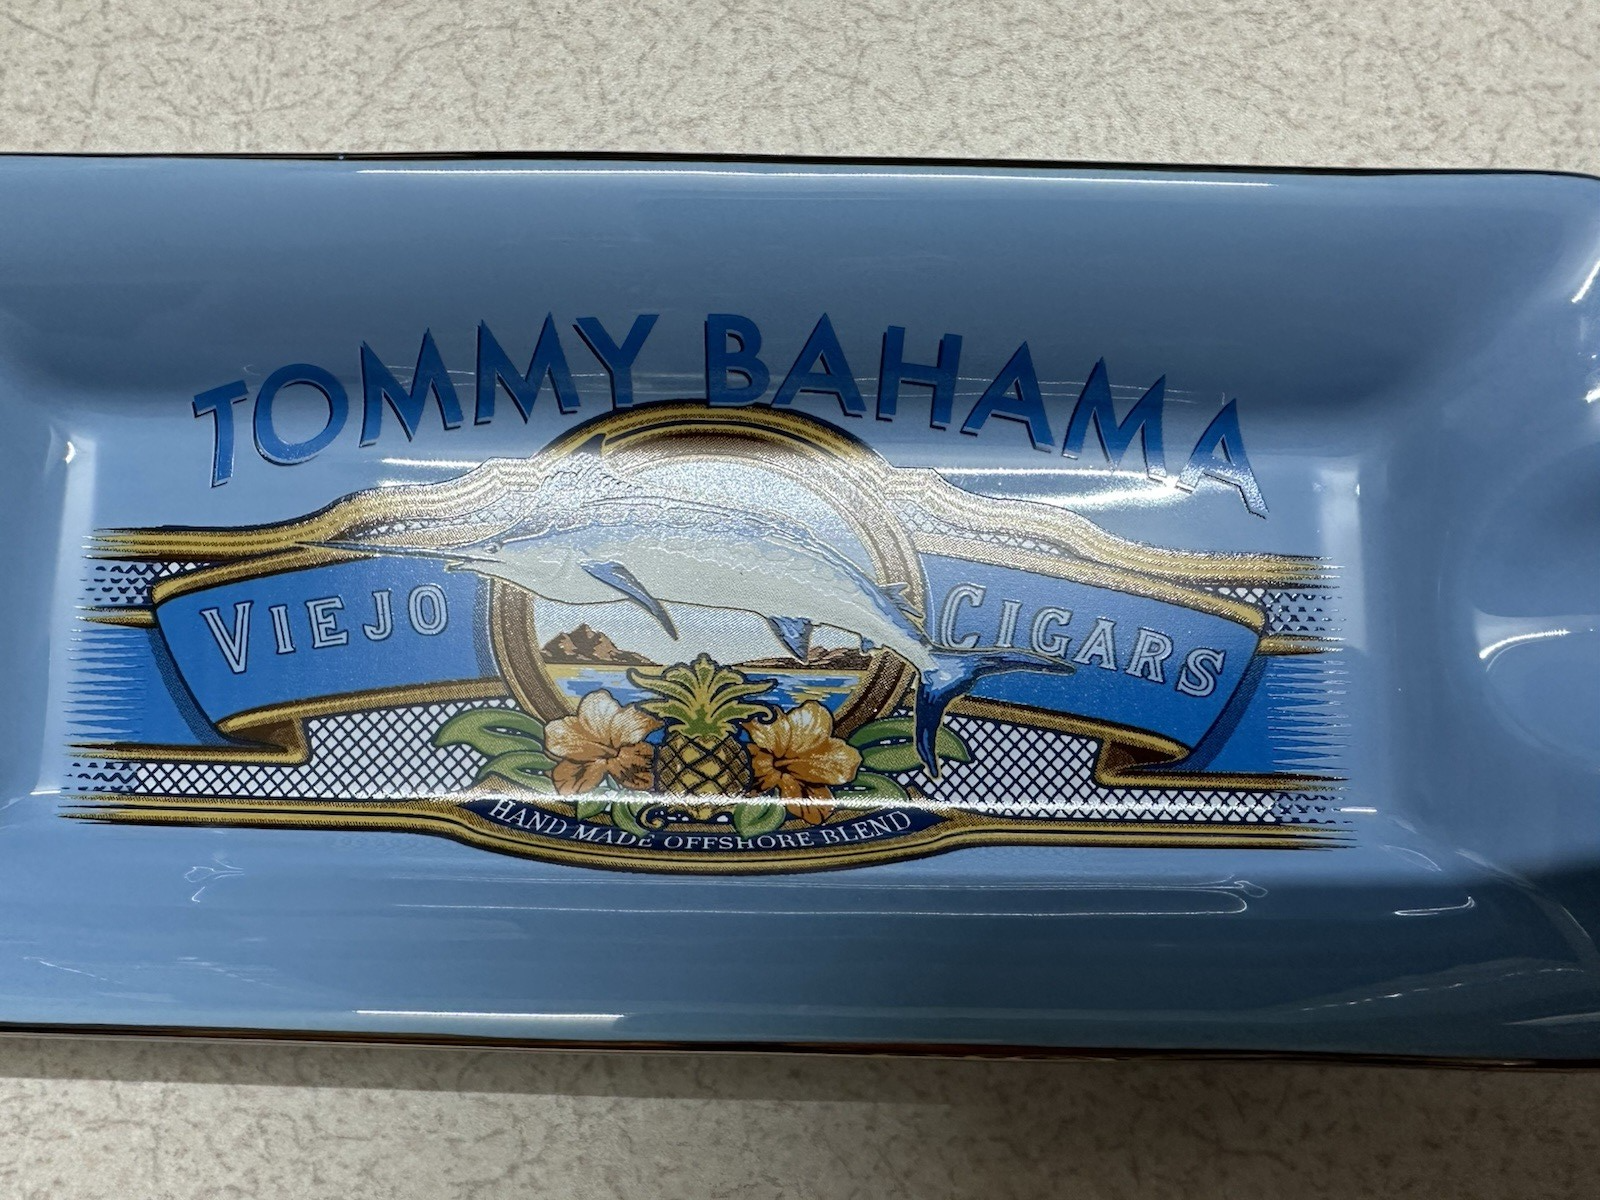 TOMMY BAHAMA
VIEJO CIGARS
HAND MADE OFFSHORE BLEND